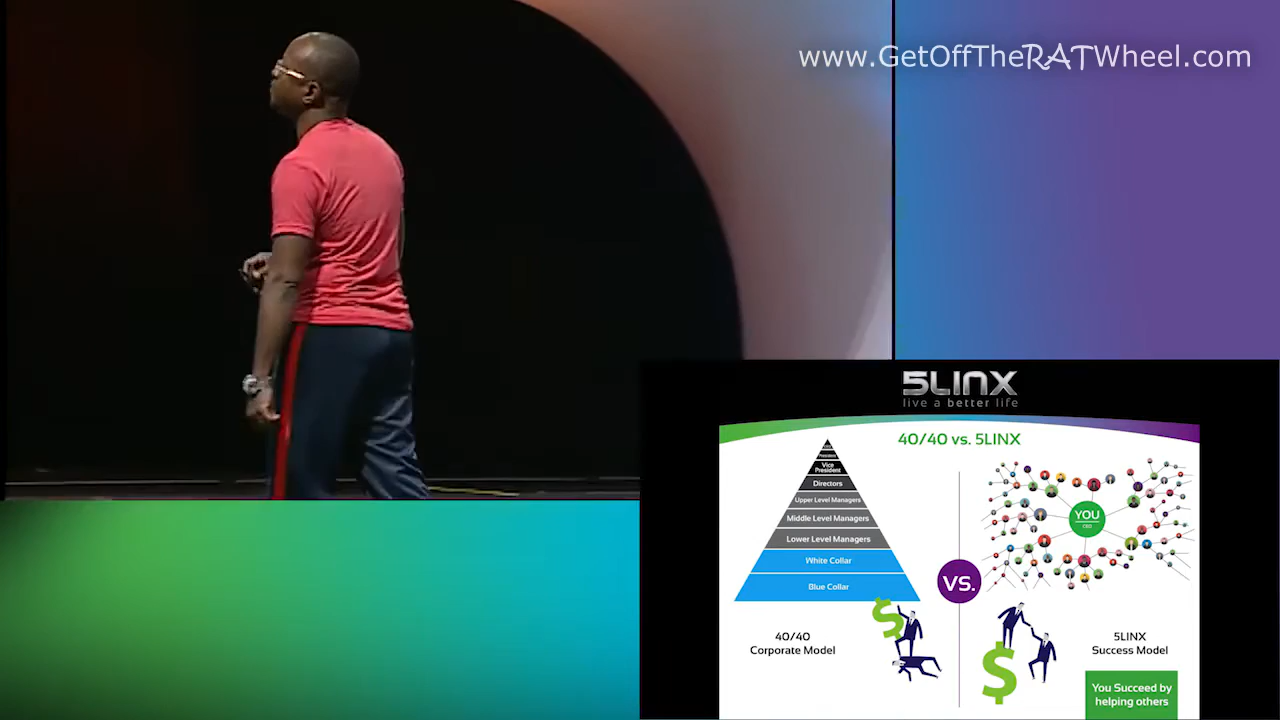 www.GetOffTheRATWheel.com
5LINX
live a better life
40/40 vs. 5LINX
President
Vice
President
Directors
Upper Level Managers
Middle Level Managers
Lower Level Managers
White Collar
Blue Collar
40/40
Corporate Model
VS.
YOU
CEO
5LINX
Success Model
You Succeed by
helping others